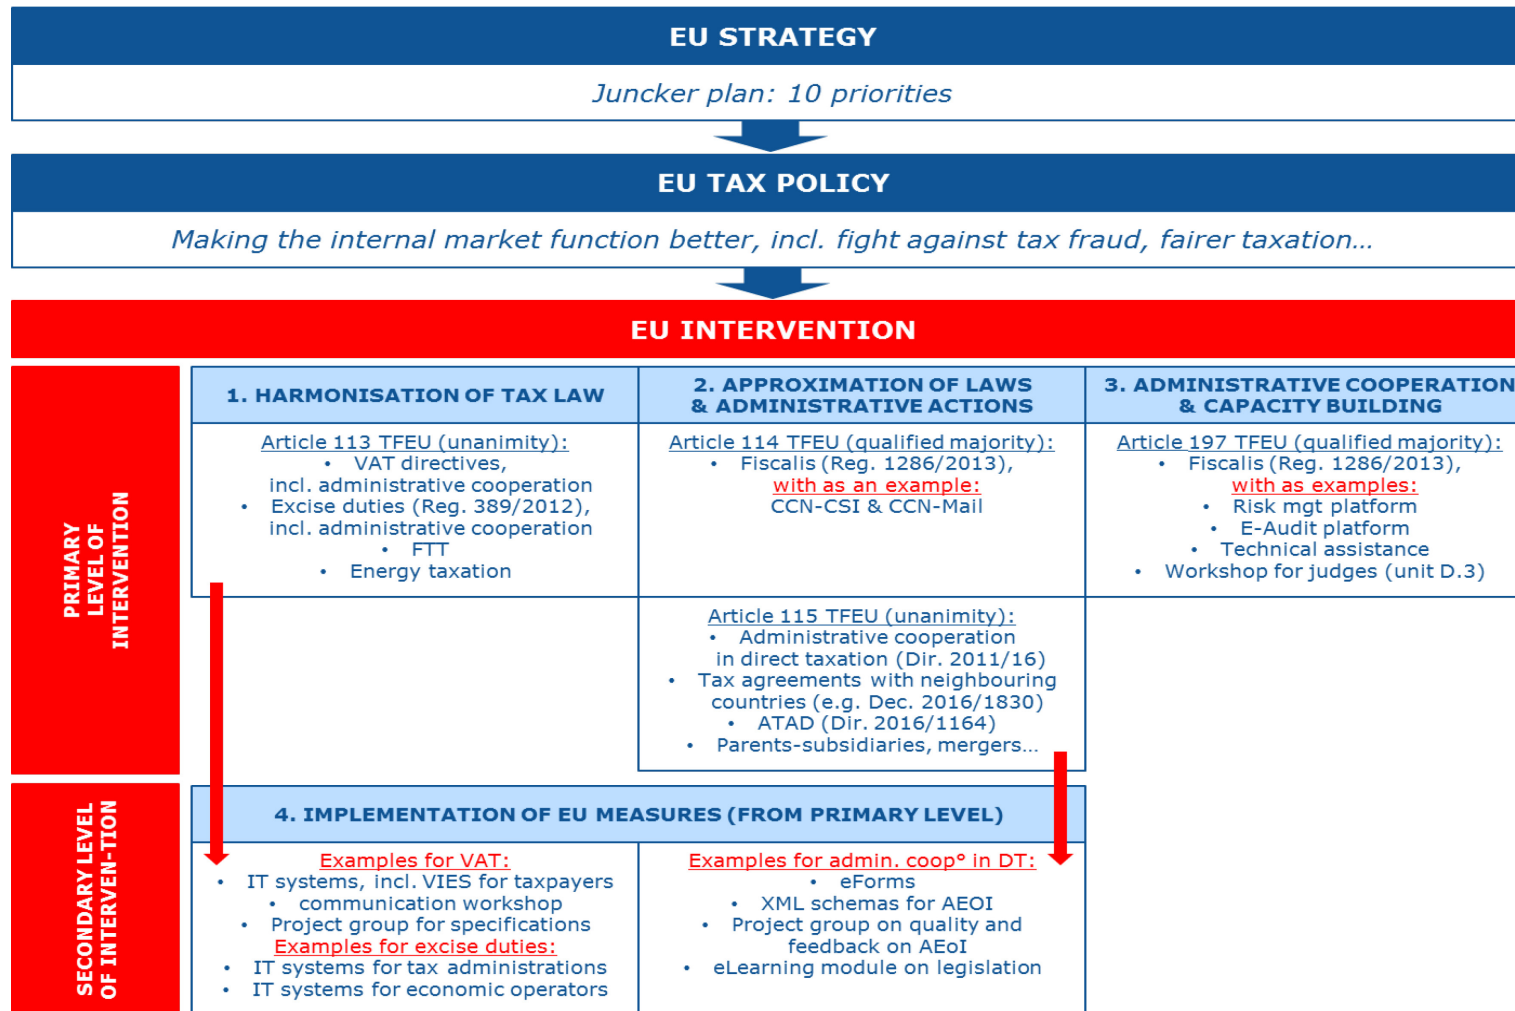 EU STRATEGY
Juncker plan: 10 priorities
EU TAX POLICY
Making the internal market function better, incl. fight against tax fraud, fairer taxation…
EU INTERVENTION
PRIMARY
LEVEL OF
INTERVENTION
1. HARMONISATION OF TAX LAW
Article 113 TFEU (unanimity):
• VAT directives,
incl. administrative cooperation
• Excise duties (Reg. 389/2012),
incl. administrative cooperation
• FTT
• Energy taxation
2. APPROXIMATION OF LAWS
& ADMINISTRATIVE ACTIONS
Article 114 TFEU (qualified majority):
• Fiscalis (Reg. 1286/2013),
with as an example:
CCN-CSI & CCN-Mail
Article 115 TFEU (unanimity):
• Administrative cooperation
in direct taxation (Dir. 2011/16)
• Tax agreements with neighbouring
countries (e.g. Dec. 2016/1830)
• ATAD (Dir. 2016/1164)
• Parents-subsidiaries, mergers…
3. ADMINISTRATIVE COOPERATION
& CAPACITY BUILDING
Article 197 TFEU (qualified majority):
• Fiscalis (Reg. 1286/2013),
with as examples:
• Risk mgt platform
• E-Audit platform
• Technical assistance
• Workshop for judges (unit D.3)
SECONDARY LEVEL
OF INTERVEN-TION
4. IMPLEMENTATION OF EU MEASURES (FROM PRIMARY LEVEL)
Examples for VAT:
• IT systems, incl. VIES for taxpayers
• communication workshop
• Project group for specifications
Examples for excise duties:
• IT systems for tax administrations
• IT systems for economic operators
Examples for admin. coop° in DT:
• eForms
• XML schemas for AEOI
• Project group on quality and
feedback on AEoI
• eLearning module on legislation